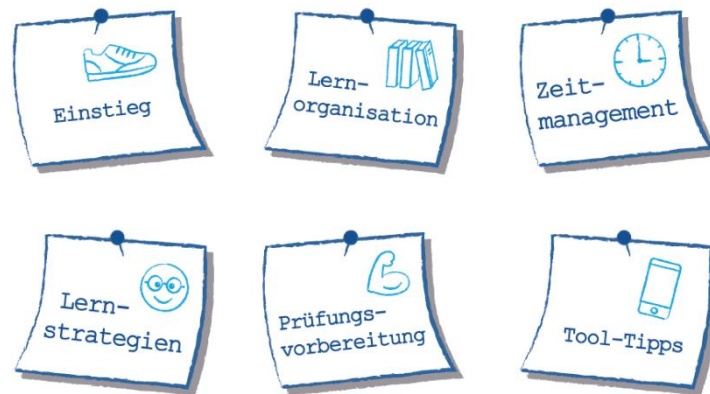 Einstieg
Lern-
organisation
Zeit-
management
Lern-
strategien
Prüfungs-
vorbereitung
Tool-Tipps